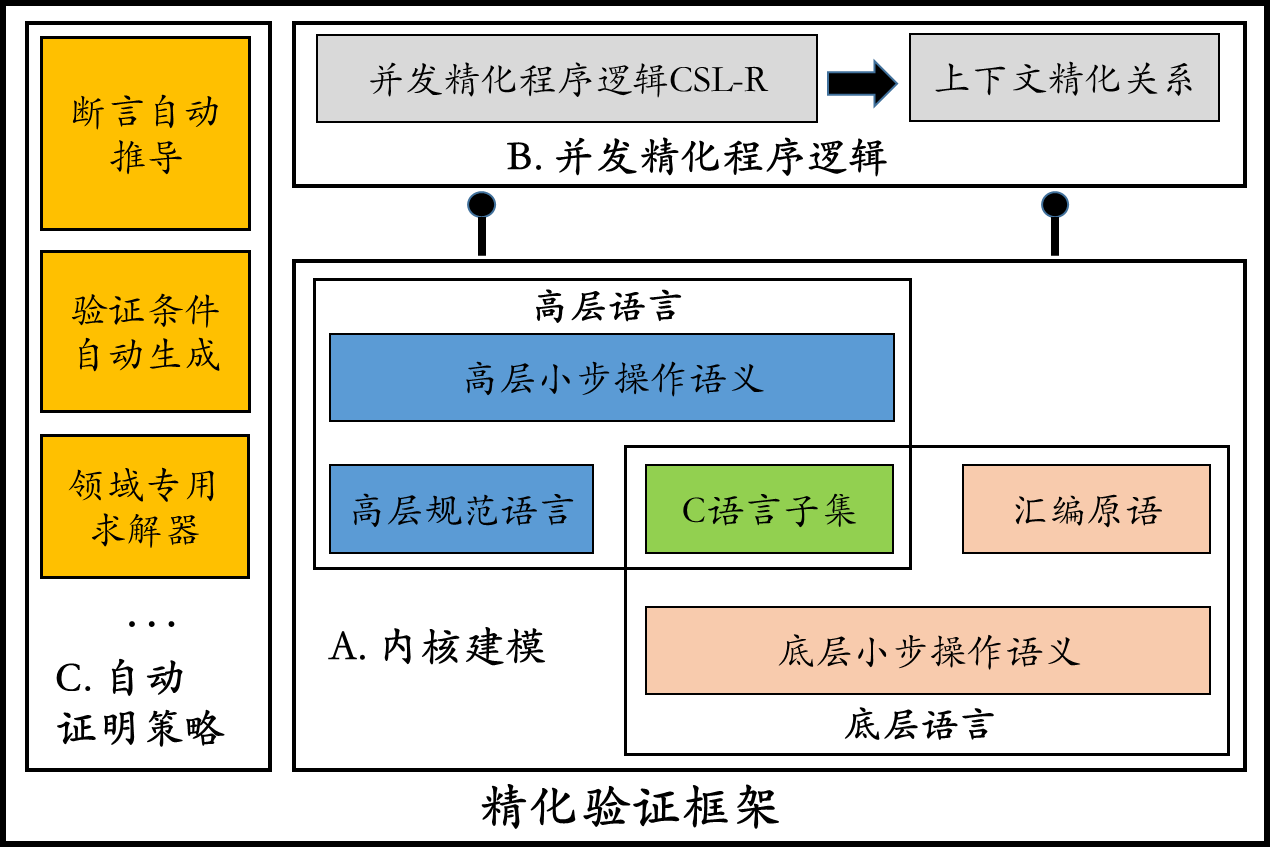 断言自动
推导
验证条件
自动生成
领域专用
求解器
...
C. 自动
证明策略
并发精化程序逻辑CSL-R
上下文精化关系
B. 并发精化程序逻辑
高层语言
高层小步操作语义
高层规范语言
C语言子集
汇编原语
A. 内核建模
底层小步操作语义
底层语言
精化验证框架